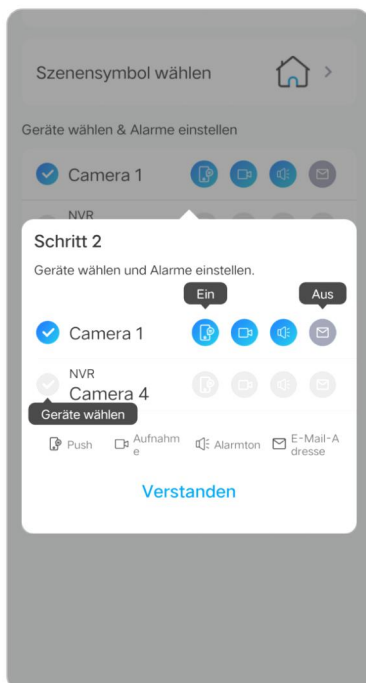 Szenensymbol wählen
Geräte wählen & Alarme einstellen
Camera 1
NVR
Schritt 2
Geräte wählen und Alarme einstellen.
Ein
Aus
Camera 1
NVR
Camera 4
Geräte wählen
Push
Aufnahm
e
Alarmton
E-Mail-A
dresse
Verstanden